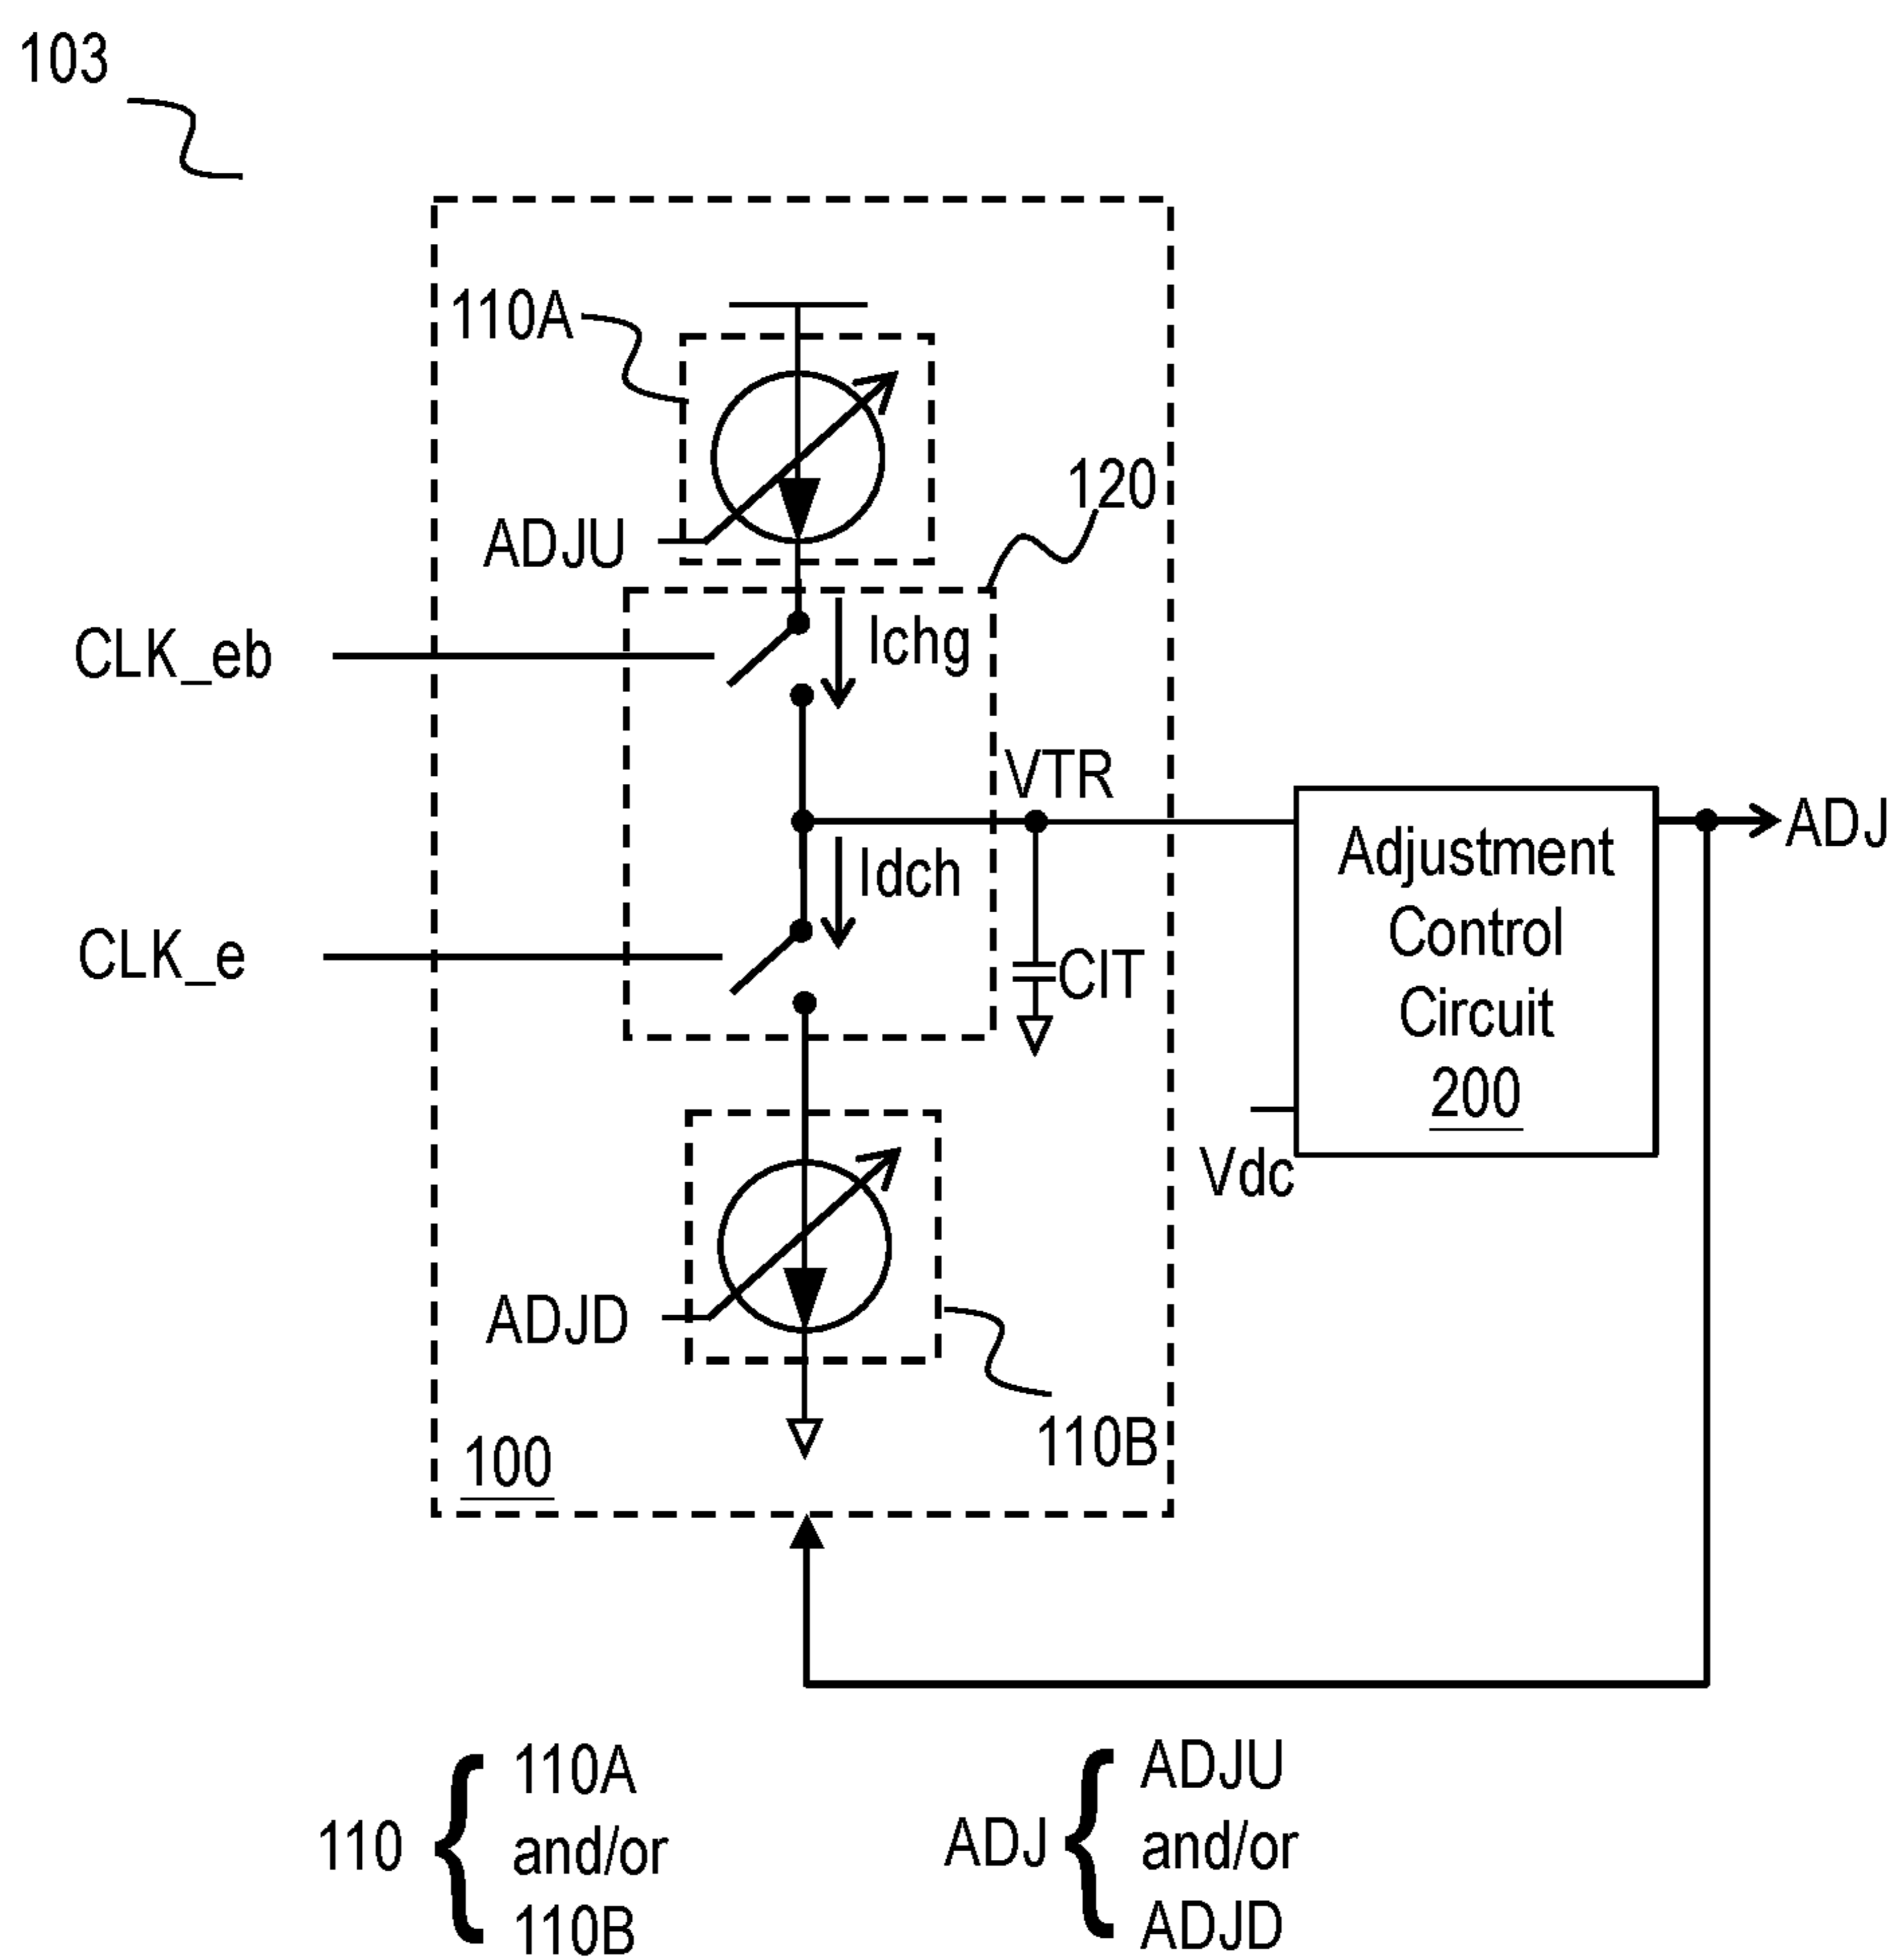 103
110A
120
ADJU
CLK_eb
Ichg
VTR
ADJ
Adjustment
Control
Circuit
200
Idch
CLK_e
CIT
Vdc
ADJD
110B
100
110 { 110A
and/or
110B
ADJ { ADJU
and/or
ADJD